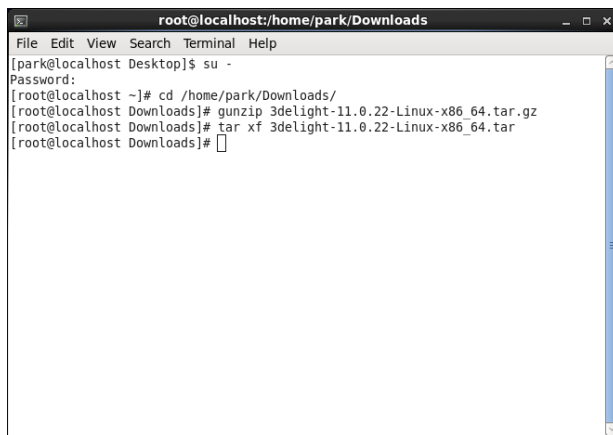 root@localhost:/home/park/Downloads
File Edit View Search Terminal Help
[park@localhost Desktop]$ su -
Password:
[root@localhost ~]# cd /home/park/Downloads/
[root@localhost Downloads]# gunzip 3delight-11.0.22-Linux-x86_64.tar.gz
[root@localhost Downloads]# tar xf 3delight-11.0.22-Linux-x86_64.tar
[root@localhost Downloads]#